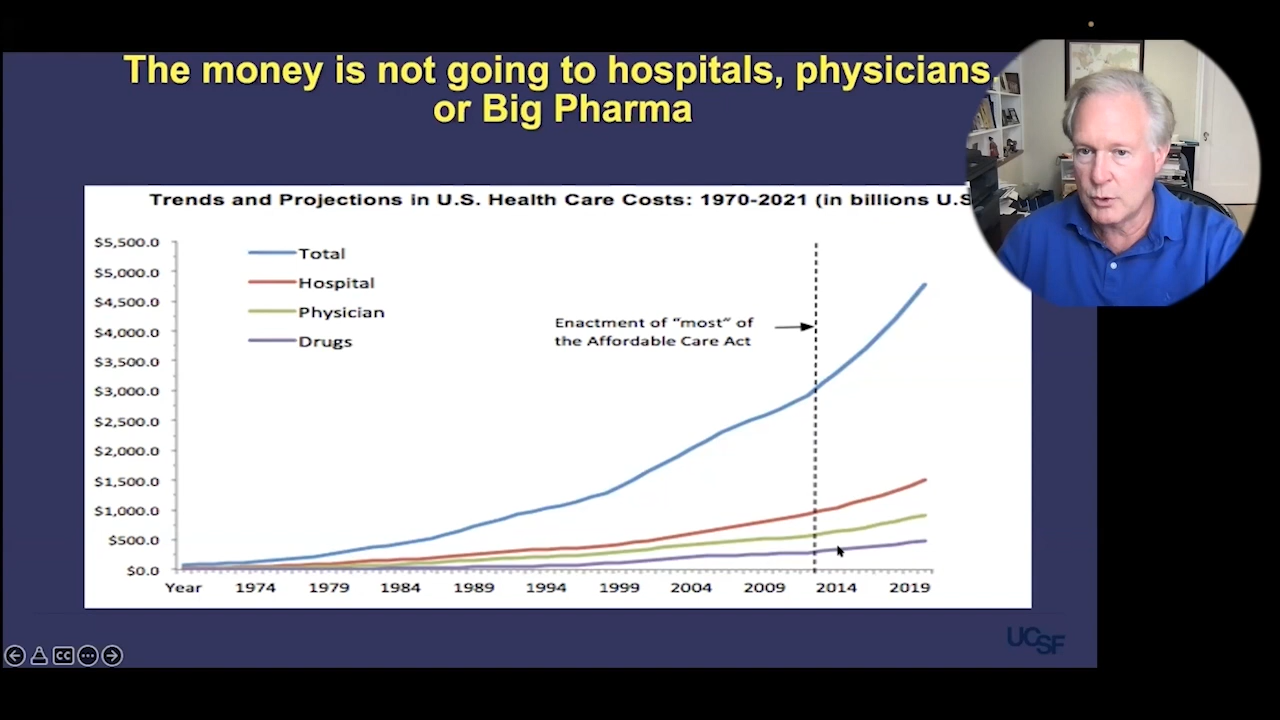 The money is not going to hospitals, physicians
or Big Pharma
Trends and Projections in U.S. Health Care Costs: 1970-2021 (in billions U.S
$5,500.0
$5,000.0
$4,500.0
$4,000.0
$3,500.0
$3,000.0
$2,500.0
$2,000.0
$1,500.0
$1,000.0
$500.0
$0.0
Total
Hospital
Physician
Drugs
Enactment of “most” of
the Affordable Care Act
Year 1974 1979 1984 1989 1994 1999 2004 2009 2014 2019
UCSF
CC